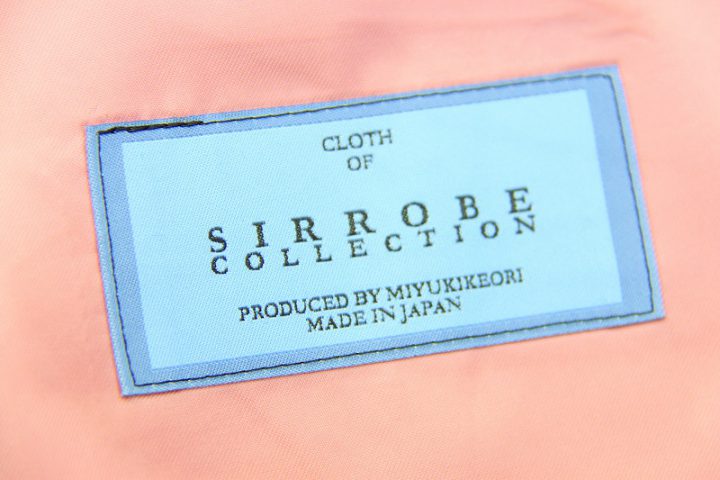 CLOTH
OF
SIRROBE
COLLECTION
PRODUCED BY MIYUKIKEORI
MADE IN JAPAN